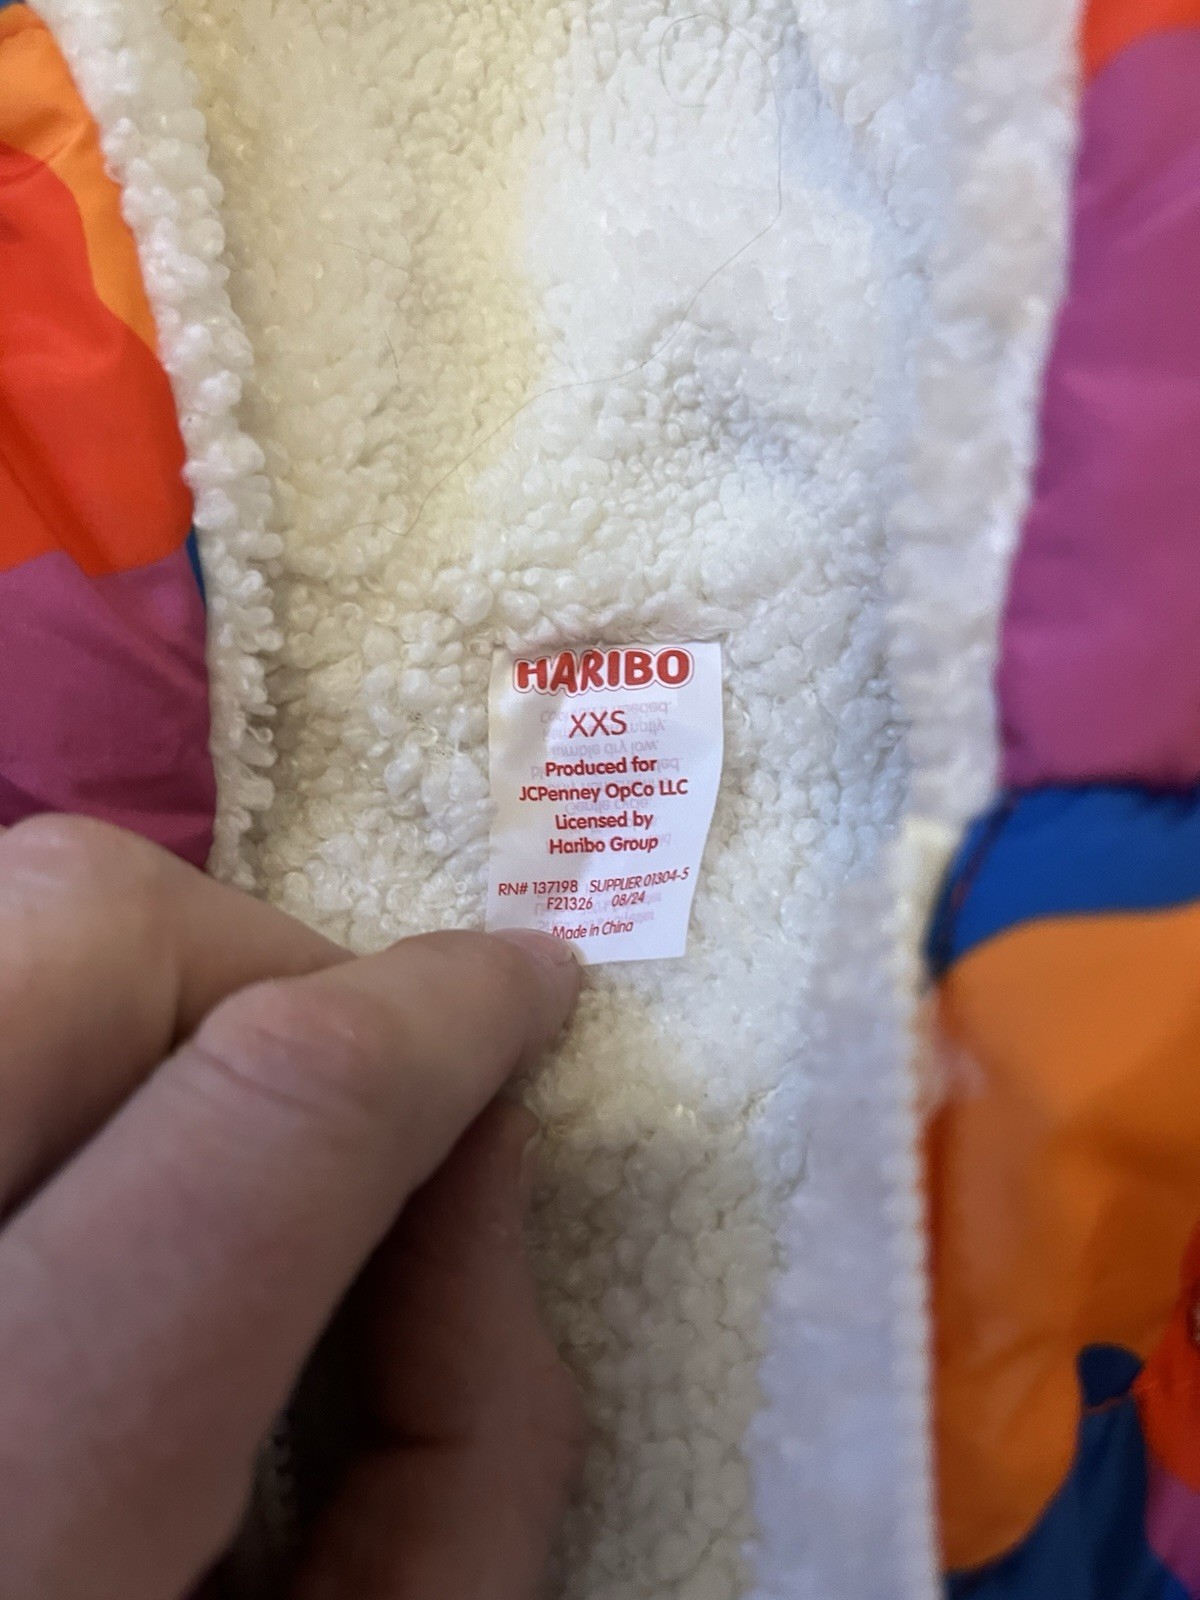 HARIBO
XXS
Produced for
JCPenney OpCo LLC
Licensed by
Haribo Group
RN# 137198 SUPPLIER 01304-5
F21326 08/24
Made in China